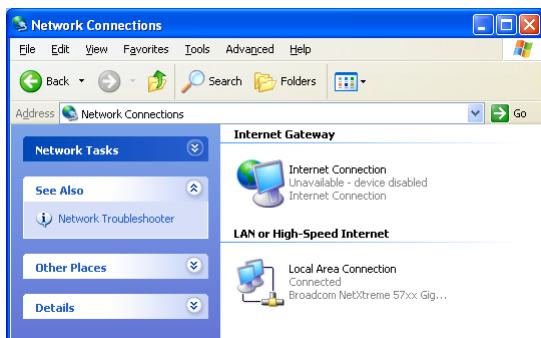 Network Connections
File Edit View Favorites Tools Advanced Help
Back Search Folders
Address Network Connections Go
Network Tasks
See Also
Network Troubleshooter
Other Places
Details
Internet Gateway
Internet Connection
Unavailable - device disabled
Internet Connection
LAN or High-Speed Internet
Local Area Connection
Connected
Broadcom NetXtreme 57xx Gig...